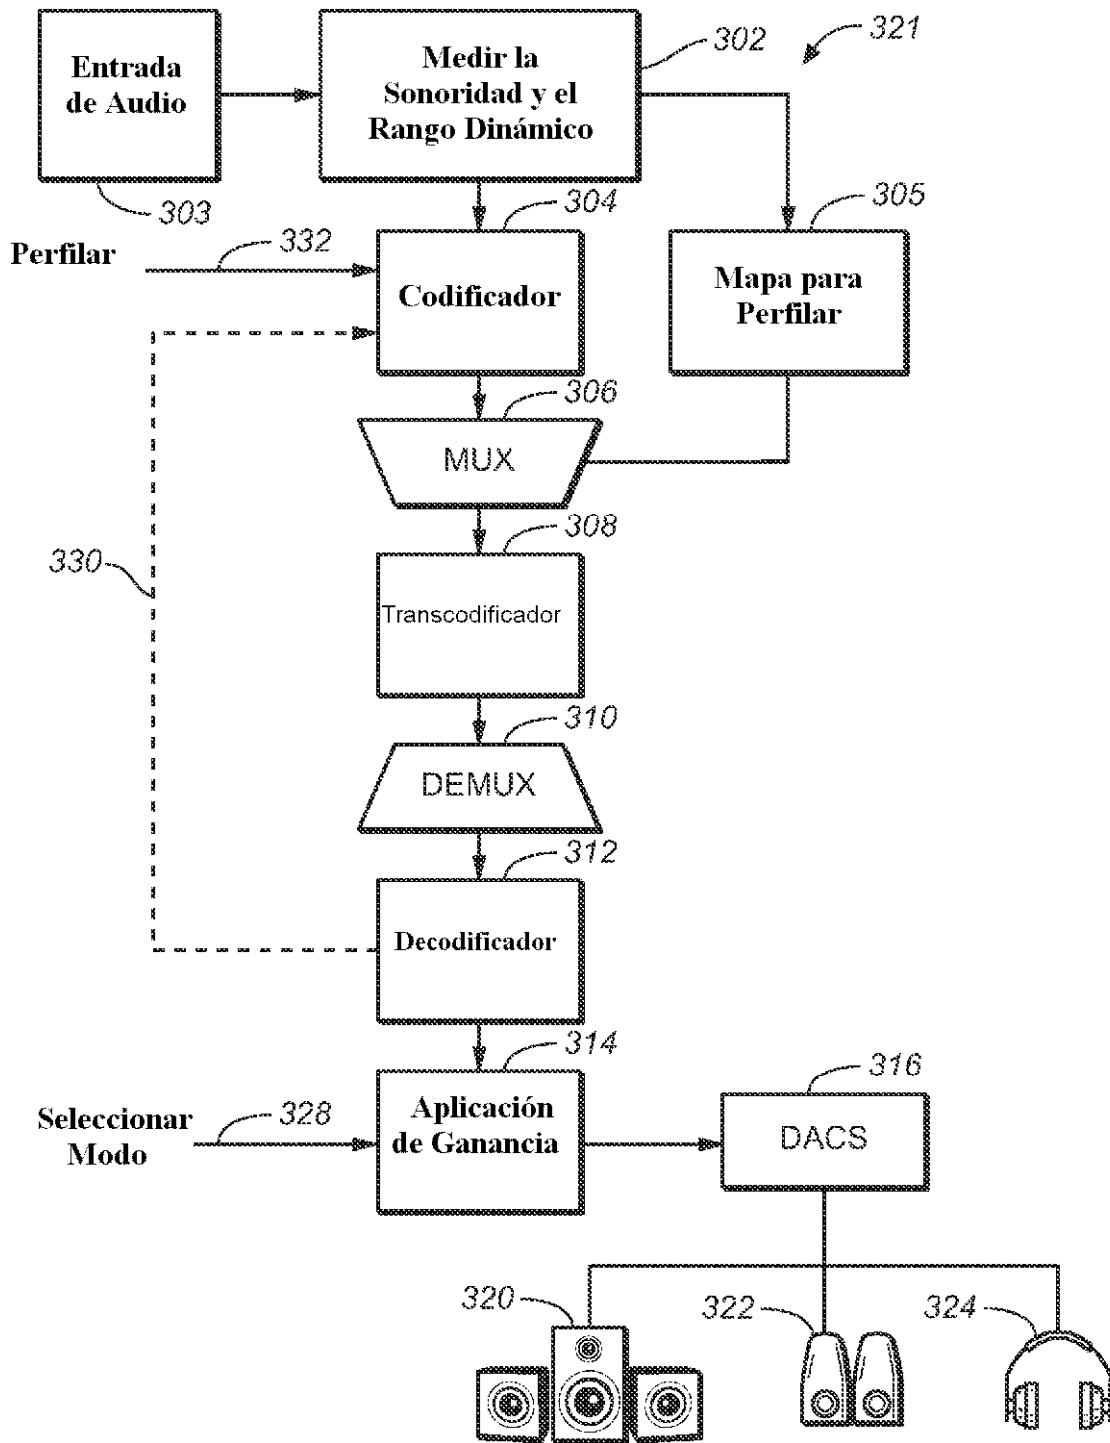 302
321
Entrada
de Audio
Medir la
Sonoridad y el
Rango Dinámico
303
304
305
Perfilar
332
Codificador
Mapa para
Perfilar
306
MUX
308
330
Transcodificador
310
DEMUX
312
Decodificador
314
316
Seleccionar
Modo
328
Aplicación
de Ganancia
DACS
320
322
324